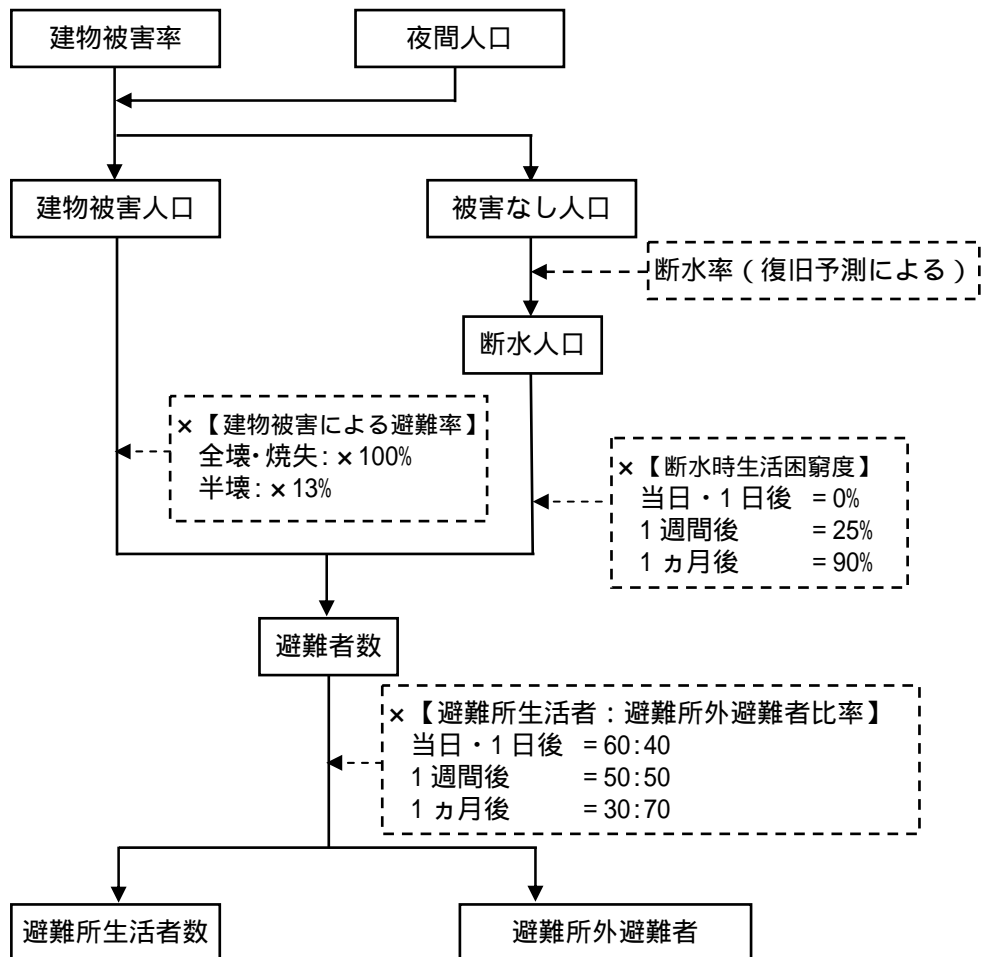 建物被害率
夜間人口
建物被害人口
被害なし人口
断水率(復旧予測による)
断水人口
×【建物被害による避難率】
全壊・焼失:×100%
半壊:×13%
×【断水時生活困窮度】
当日・1日後 =0%
1週間後 =25%
1ヵ月後 =90%
避難者数
×【避難所生活者:避難所外避難者比率】
当日・1日後 =60:40
1週間後 =50:50
1ヵ月後 =30:70
避難所生活者数
避難所外避難者